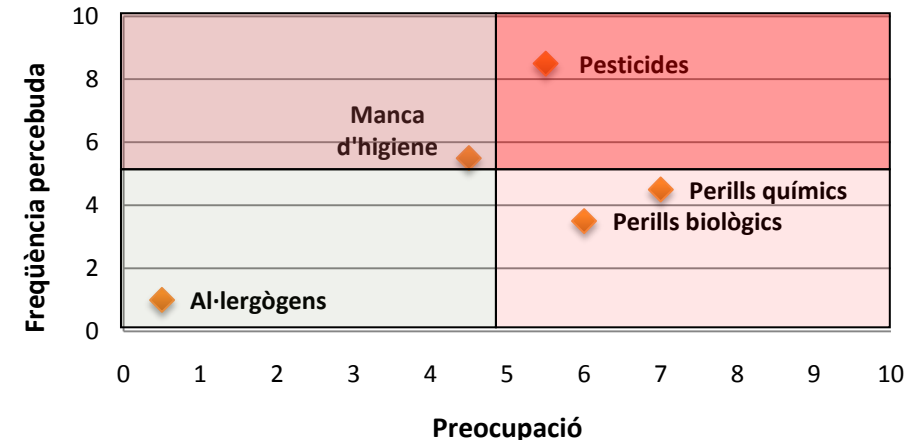 10
8
6
4
2
0
Freqüència percebuda
Pesticides
Manca
d'higiene
Perills químics
Perills biològics
Al·lergògens
0 1 2 3 4 5 6 7 8 9 10
Preocupació